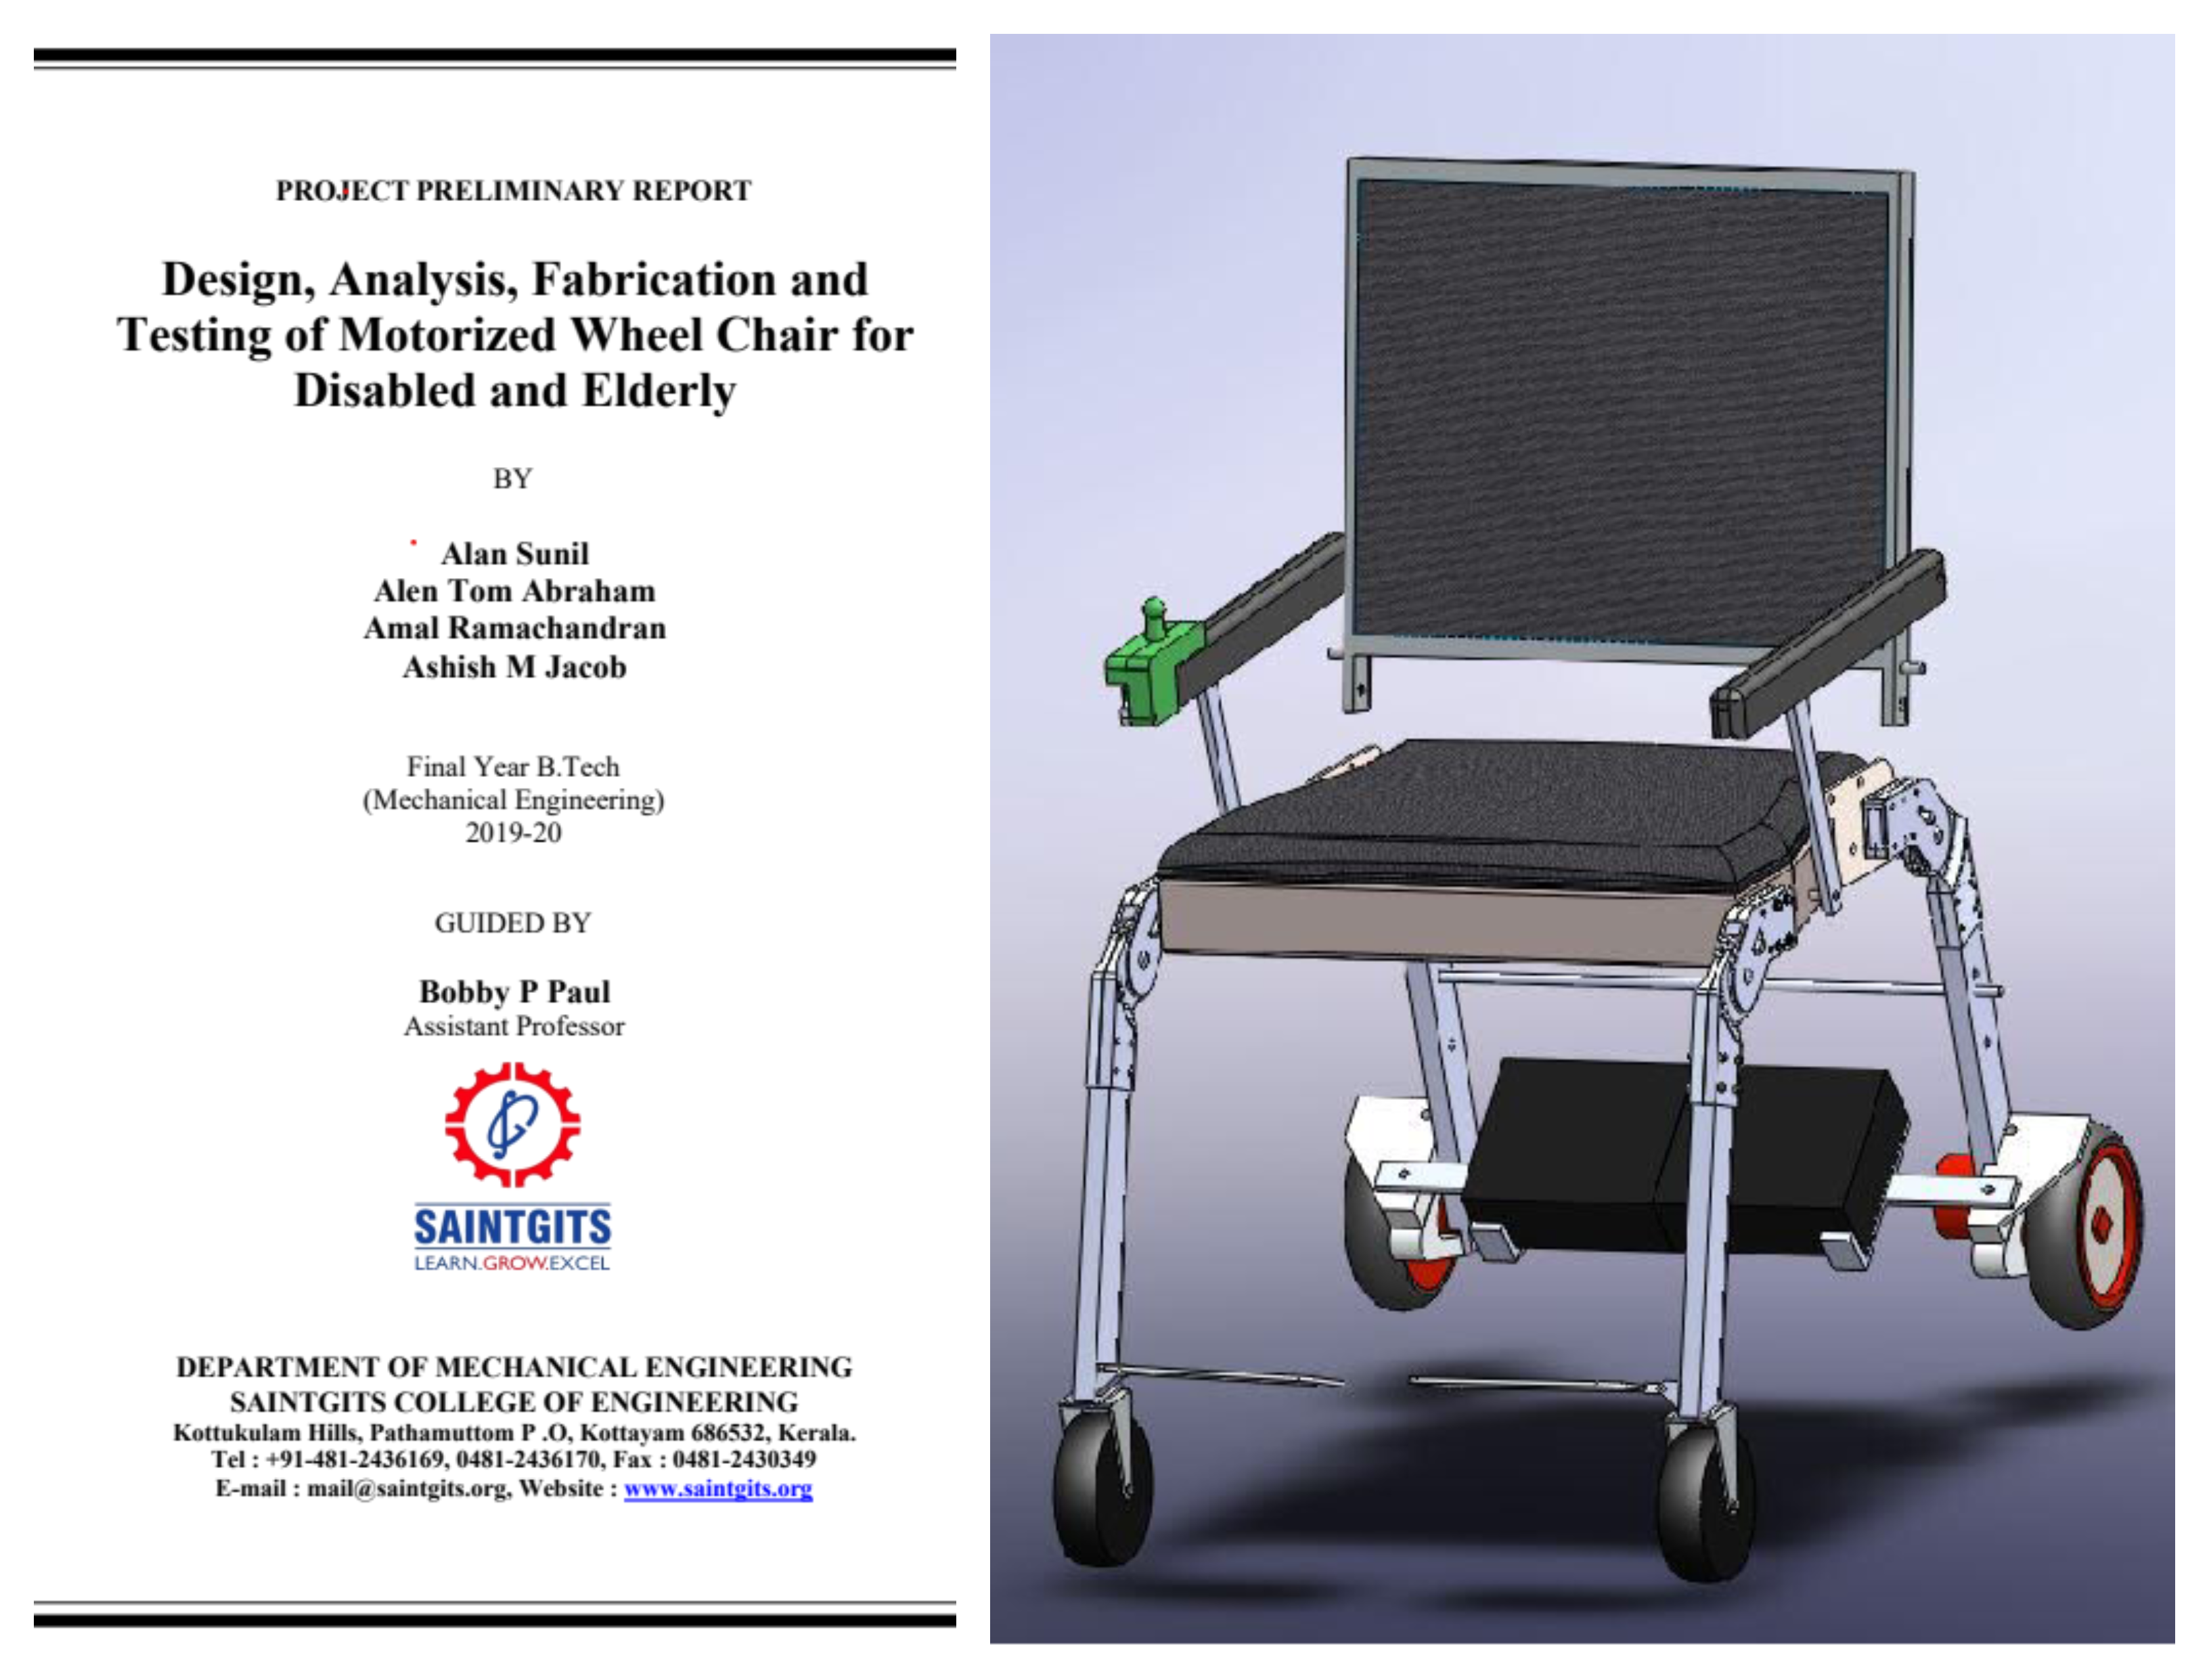 PROJECT PRELIMINARY REPORT
Design, Analysis, Fabrication and
Testing of Motorized Wheel Chair for
Disabled and Elderly
BY
Alan Sunil
Alen Tom Abraham
Amal Ramachandran
Ashish M Jacob
Final Year B.Tech
(Mechanical Engineering)
2019-20
GUIDED BY
Bobby P Paul
Assistant Professor
SAINTGITS
LEARN.GROW.EXCEL
DEPARTMENT OF MECHANICAL ENGINEERING
SAINTGITS COLLEGE OF ENGINEERING
Kottukulam Hills, Pathamuttom P .O, Kottayam 686532, Kerala.
Tel : +91-481-2436169, 0481-2436170, Fax : 0481-2430349
E-mail : mail@saintgits.org, Website : www.saintgits.org